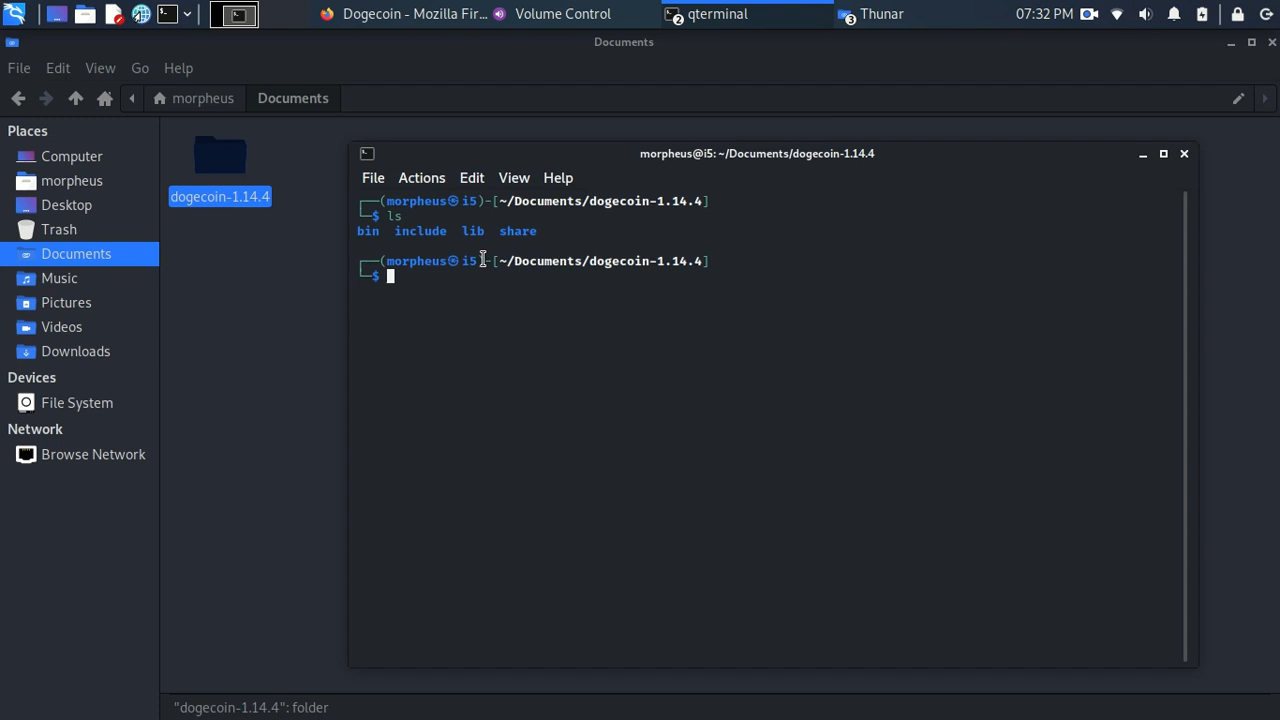 Dogecoin - Mozilla Fir... Volume Control 2 qterminal 3 Thunar 07:32 PM
Documents
File Edit View Go Help
morpheus Documents
Places
Computer
morpheus
Desktop
Trash
Documents
Music
Pictures
Videos
Downloads
Devices
File System
Network
Browse Network
dogecoin-1.14.4
"dogecoin-1.14.4": folder
morpheus@i5: ~/Documents/dogecoin-1.14.4
File Actions Edit View Help
┌──(morpheus㉿i5)-[~/Documents/dogecoin-1.14.4]
└─$ ls
bin include lib share
┌──(morpheus㉿i5)-[~/Documents/dogecoin-1.14.4]
└─$